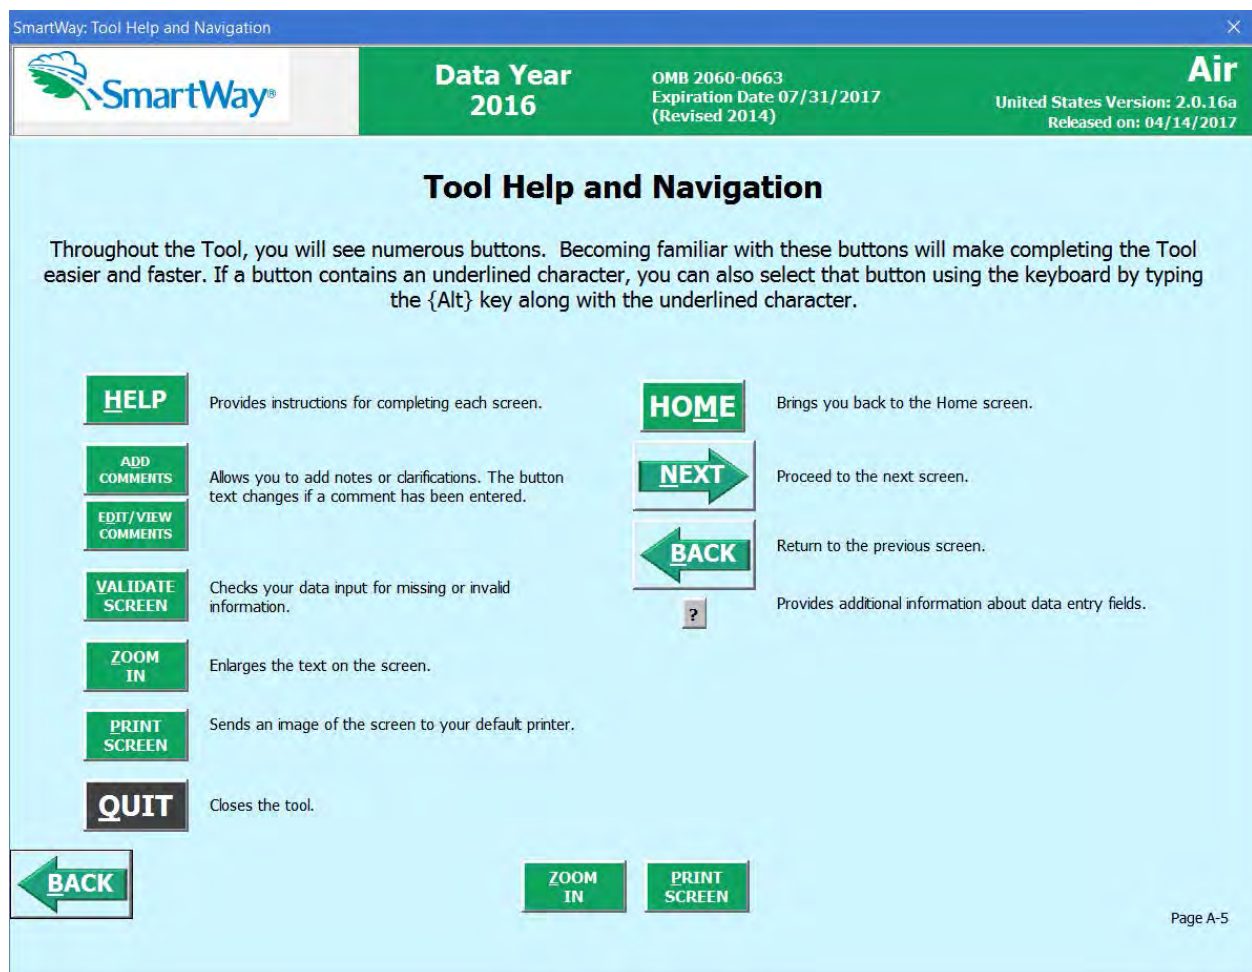 SmartWay: Tool Help and Navigation
SmartWay®
Data Year
2016
OMB 2060-0663
Expiration Date 07/31/2017
(Revised 2014)
Air
United States Version: 2.0.16a
Released on: 04/14/2017
Tool Help and Navigation
Throughout the Tool, you will see numerous buttons. Becoming familiar with these buttons will make completing the Tool
easier and faster. If a button contains an underlined character, you can also select that button using the keyboard by typing
the {Alt} key along with the underlined character.
HELP
Provides instructions for completing each screen.
ADD
COMMENTS
EDIT/VIEW
COMMENTS
Allows you to add notes or clarifications. The button
text changes if a comment has been entered.
VALIDATE
SCREEN
Checks your data input for missing or invalid
information.
ZOOM
IN
Enlarges the text on the screen.
PRINT
SCREEN
Sends an image of the screen to your default printer.
QUIT
Closes the tool.
HOME
Brings you back to the Home screen.
NEXT
Proceed to the next screen.
BACK
Return to the previous screen.
?
Provides additional information about data entry fields.
BACK
ZOOM
IN
PRINT
SCREEN
Page A-5